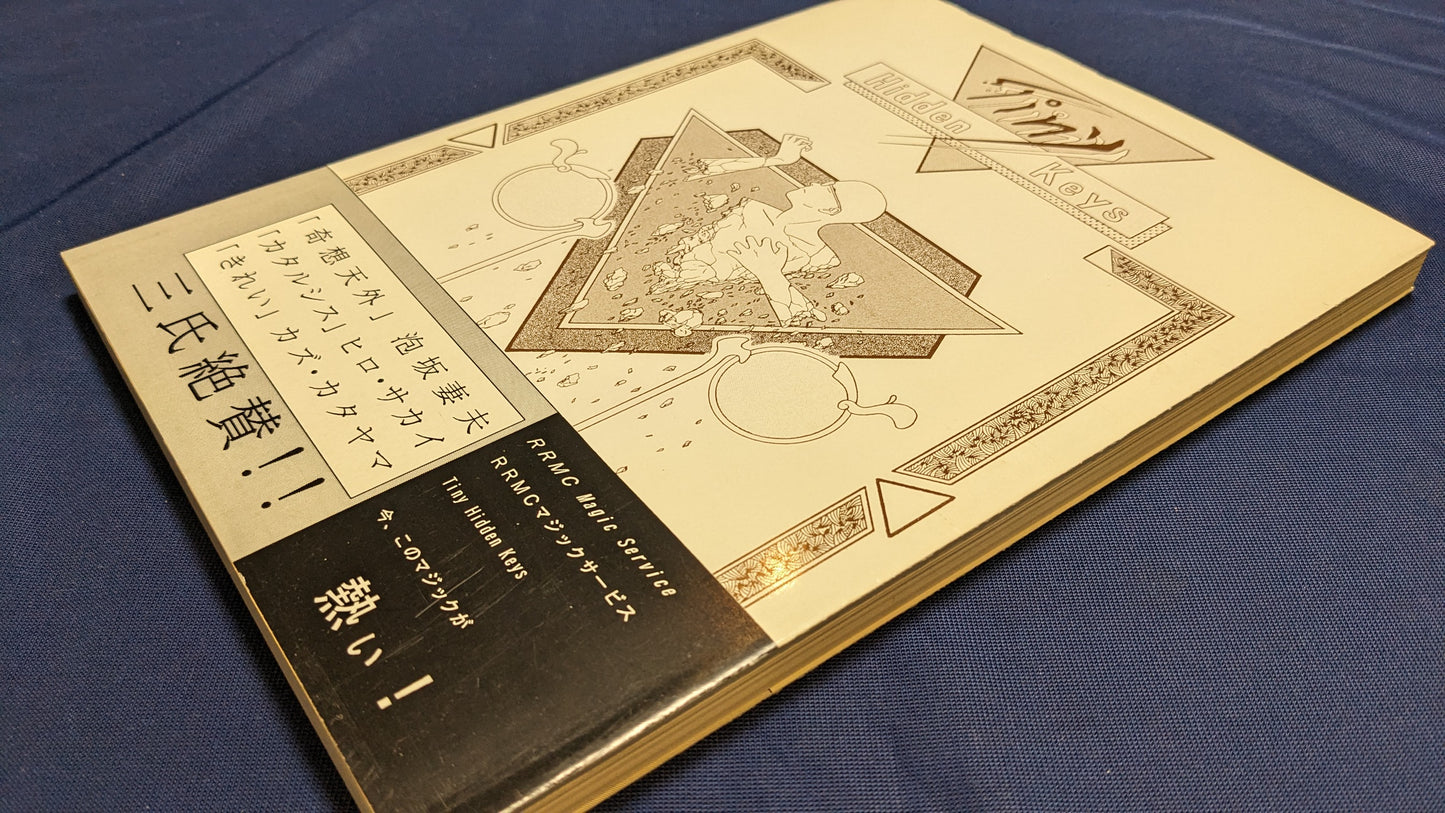 Tiny
Hidden Keys
「奇想天外」 泡坂妻夫
「カタルシス」ヒロ・サカイ
「きれい」カズ・カタヤマ
三氏絶賛!!
RRMC Magic Service
RRMCマジックサービス
Tiny Hidden Keys
今、このマジックが
熱い!